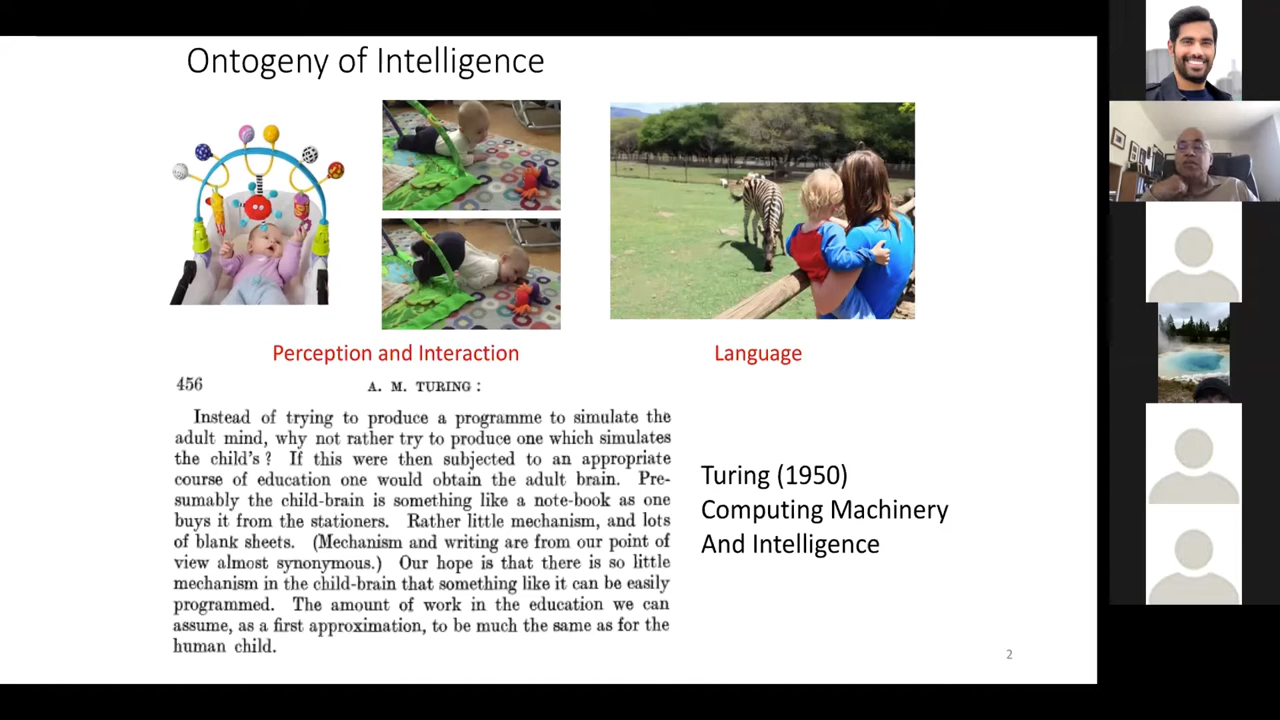 Ontogeny of Intelligence
Perception and Interaction
Language
456 A. M. TURING :
Instead of trying to produce a programme to simulate the
adult mind, why not rather try to produce one which simulates
the child's ? If this were then subjected to an appropriate
course of education one would obtain the adult brain. Pre-
sumably the child-brain is something like a note-book as one
buys it from the stationers. Rather little mechanism, and lots
of blank sheets. (Mechanism and writing are from our point of
view almost synonymous.) Our hope is that there is so little
mechanism in the child-brain that something like it can be easily
programmed. The amount of work in the education we can
assume, as a first approximation, to be much the same as for the
human child.
Turing (1950)
Computing Machinery
And Intelligence
2